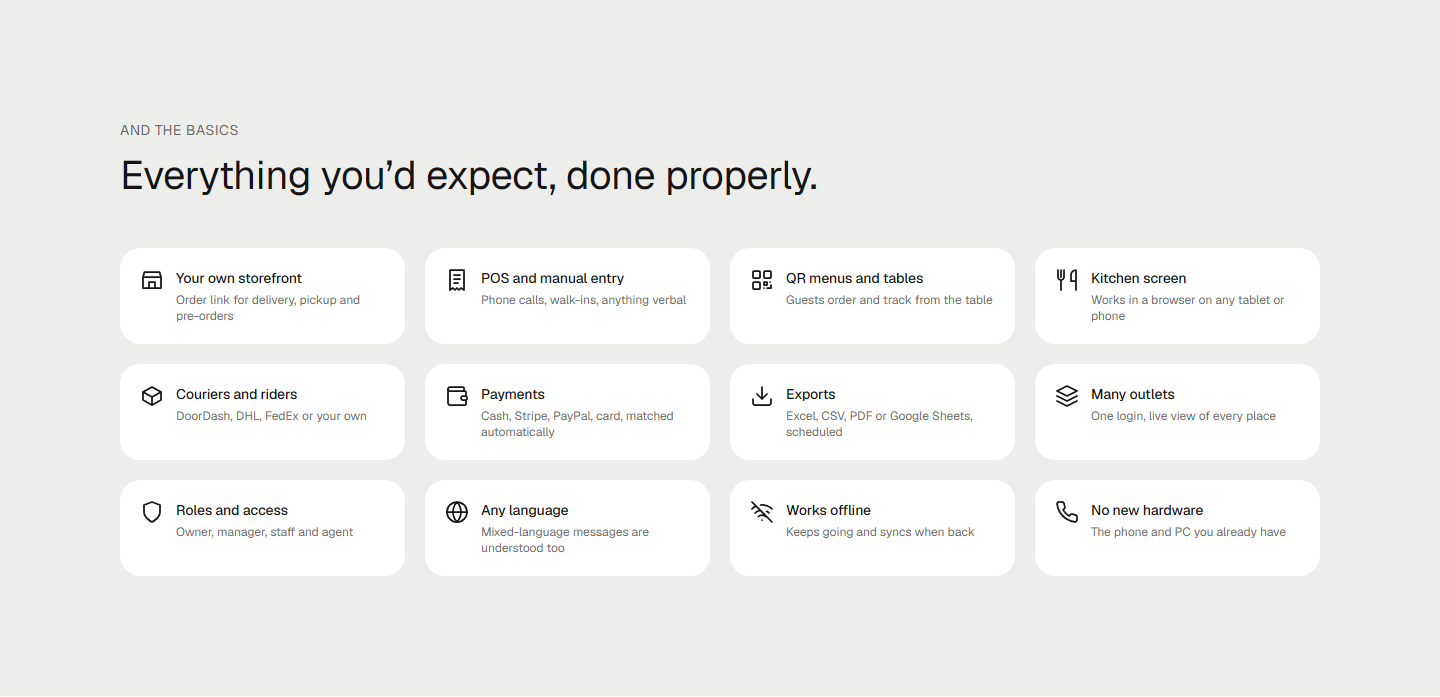 AND THE BASICS
Everything you’d expect, done properly.
Your own storefront
Order link for delivery, pickup and
pre-orders
POS and manual entry
Phone calls, walk-ins, anything verbal
QR menus and tables
Guests order and track from the table
Kitchen screen
Works in a browser on any tablet or
phone
Couriers and riders
DoorDash, DHL, FedEx or your own
Payments
Cash, Stripe, PayPal, card, matched
automatically
Exports
Excel, CSV, PDF or Google Sheets,
scheduled
Many outlets
One login, live view of every place
Roles and access
Owner, manager, staff and agent
Any language
Mixed-language messages are
understood too
Works offline
Keeps going and syncs when back
No new hardware
The phone and PC you already have